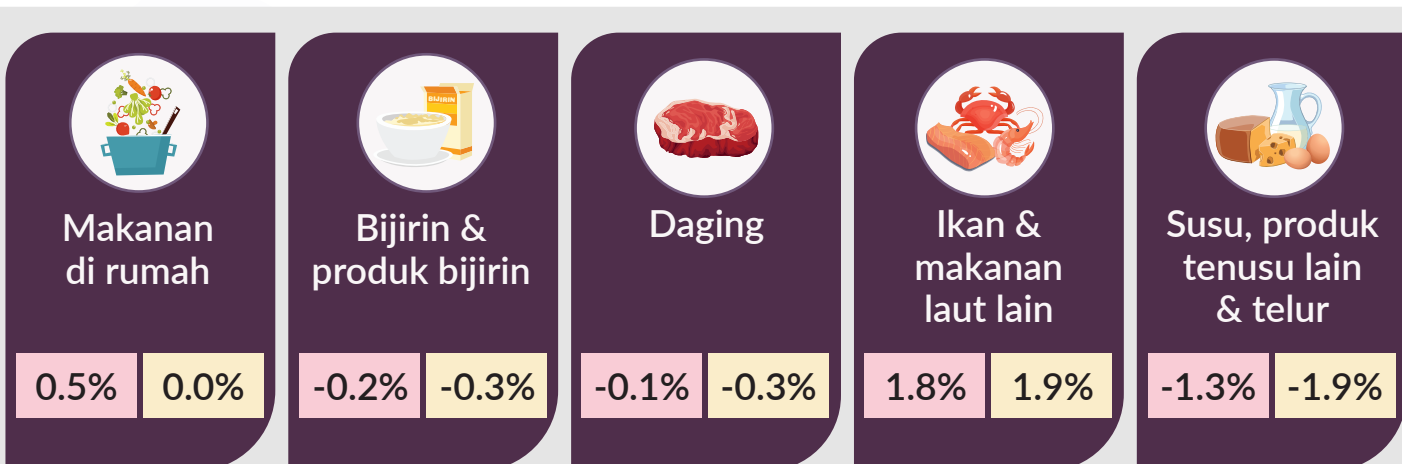 BIJIRIN
Makanan
di rumah
0.5% 0.0%
Bijirin &
produk bijirin
-0.2% -0.3%
Daging
-0.1% -0.3%
Ikan &
makanan
laut lain
1.8% 1.9%
Susu, produk
tenusu lain
& telur
-1.3% -1.9%